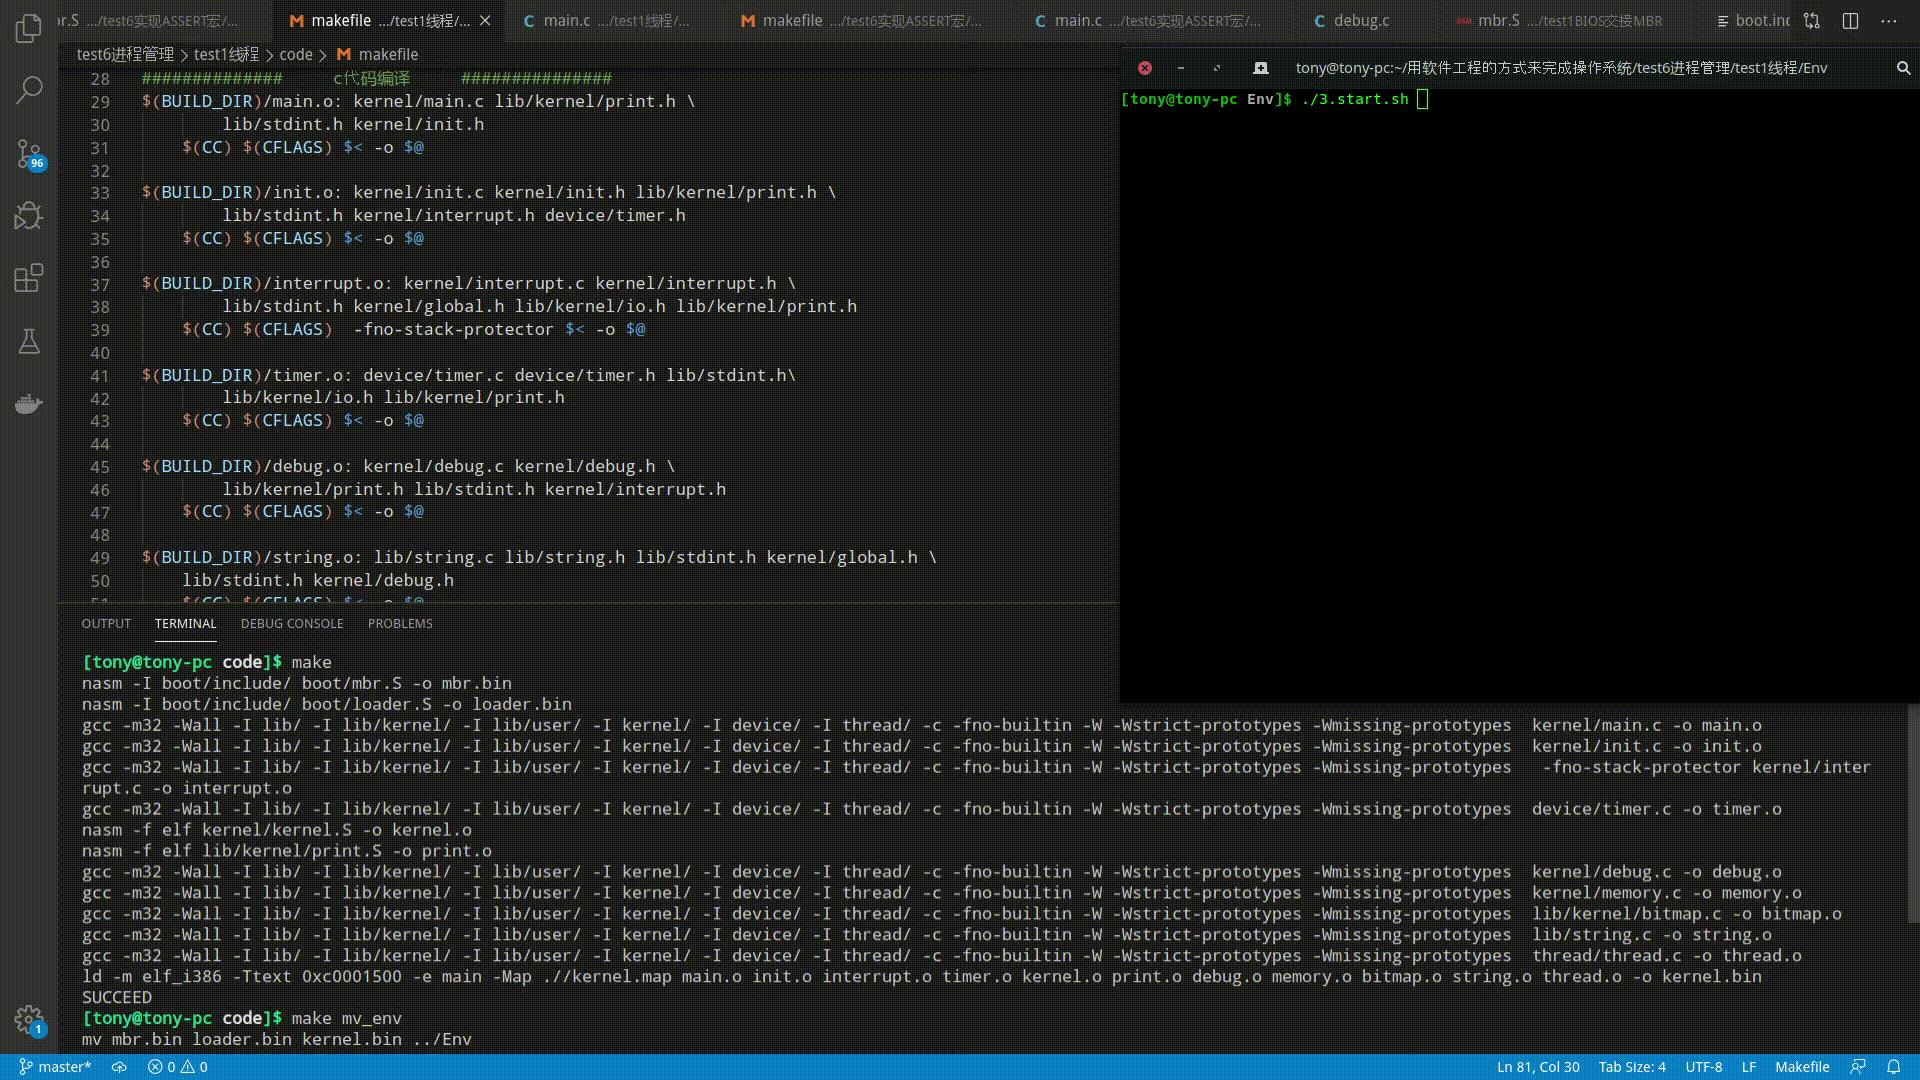 br.S .../test6实现ASSERT宏/...
makefile .../test1线程/...
main.c .../test1线程/...
makefile .../test6实现ASSERT宏/...
main.c .../test6实现ASSERT宏/...
debug.c
mbr.S .../test1BIOS交接MBR
boot.inc
test6进程管理 > test1线程 > code > makefile
28 ############## c代码编译 ###############
29 $(BUILD_DIR)/main.o: kernel/main.c lib/kernel/print.h \
30 lib/stdint.h kernel/init.h
31 $(CC) $(CFLAGS) $< -o $@
32
33 $(BUILD_DIR)/init.o: kernel/init.c kernel/init.h lib/kernel/print.h \
34 lib/stdint.h kernel/interrupt.h device/timer.h
35 $(CC) $(CFLAGS) $< -o $@
36
37 $(BUILD_DIR)/interrupt.o: kernel/interrupt.c kernel/interrupt.h \
38 lib/stdint.h kernel/global.h lib/kernel/io.h lib/kernel/print.h
39 $(CC) $(CFLAGS)  -fno-stack-protector $< -o $@
40
41 $(BUILD_DIR)/timer.o: device/timer.c device/timer.h lib/stdint.h\
42 lib/kernel/io.h lib/kernel/print.h
43 $(CC) $(CFLAGS) $< -o $@
44
45 $(BUILD_DIR)/debug.o: kernel/debug.c kernel/debug.h \
46 lib/kernel/print.h lib/stdint.h kernel/interrupt.h
47 $(CC) $(CFLAGS) $< -o $@
48
49 $(BUILD_DIR)/string.o: lib/string.c lib/string.h lib/stdint.h kernel/global.h \
50 lib/stdint.h kernel/debug.h
51 $(CC) $(CFLAGS) $< -o $@
tony@tony-pc:~/用软件工程的方式来完成操作系统/test6进程管理/test1线程/Env
[tony@tony-pc Env]$ ./3.start.sh
96
OUTPUT TERMINAL DEBUG CONSOLE PROBLEMS
[tony@tony-pc code]$ make
nasm -I boot/include/ boot/mbr.S -o mbr.bin
nasm -I boot/include/ boot/loader.S -o loader.bin
gcc -m32 -Wall -I lib/ -I lib/kernel/ -I lib/user/ -I kernel/ -I device/ -I thread/ -c -fno-builtin -W -Wstrict-prototypes -Wmissing-prototypes  kernel/main.c -o main.o
gcc -m32 -Wall -I lib/ -I lib/kernel/ -I lib/user/ -I kernel/ -I device/ -I thread/ -c -fno-builtin -W -Wstrict-prototypes -Wmissing-prototypes  kernel/init.c -o init.o
gcc -m32 -Wall -I lib/ -I lib/kernel/ -I lib/user/ -I kernel/ -I device/ -I thread/ -c -fno-builtin -W -Wstrict-prototypes -Wmissing-prototypes   -fno-stack-protector kernel/inter
rupt.c -o interrupt.o
gcc -m32 -Wall -I lib/ -I lib/kernel/ -I lib/user/ -I kernel/ -I device/ -I thread/ -c -fno-builtin -W -Wstrict-prototypes -Wmissing-prototypes  device/timer.c -o timer.o
nasm -f elf kernel/kernel.S -o kernel.o
nasm -f elf lib/kernel/print.S -o print.o
gcc -m32 -Wall -I lib/ -I lib/kernel/ -I lib/user/ -I kernel/ -I device/ -I thread/ -c -fno-builtin -W -Wstrict-prototypes -Wmissing-prototypes  kernel/debug.c -o debug.o
gcc -m32 -Wall -I lib/ -I lib/kernel/ -I lib/user/ -I kernel/ -I device/ -I thread/ -c -fno-builtin -W -Wstrict-prototypes -Wmissing-prototypes  kernel/memory.c -o memory.o
gcc -m32 -Wall -I lib/ -I lib/kernel/ -I lib/user/ -I kernel/ -I device/ -I thread/ -c -fno-builtin -W -Wstrict-prototypes -Wmissing-prototypes  lib/kernel/bitmap.c -o bitmap.o
gcc -m32 -Wall -I lib/ -I lib/kernel/ -I lib/user/ -I kernel/ -I device/ -I thread/ -c -fno-builtin -W -Wstrict-prototypes -Wmissing-prototypes  lib/string.c -o string.o
gcc -m32 -Wall -I lib/ -I lib/kernel/ -I lib/user/ -I kernel/ -I device/ -I thread/ -c -fno-builtin -W -Wstrict-prototypes -Wmissing-prototypes  thread/thread.c -o thread.o
ld -m elf_i386 -Ttext 0xc0001500 -e main -Map .//kernel.map main.o init.o interrupt.o timer.o kernel.o print.o debug.o memory.o bitmap.o string.o thread.o -o kernel.bin
SUCCEED
[tony@tony-pc code]$ make mv_env
mv mbr.bin loader.bin kernel.bin ../Env
1
master* 0 0 Ln 81, Col 30 Tab Size: 4 UTF-8 LF Makefile